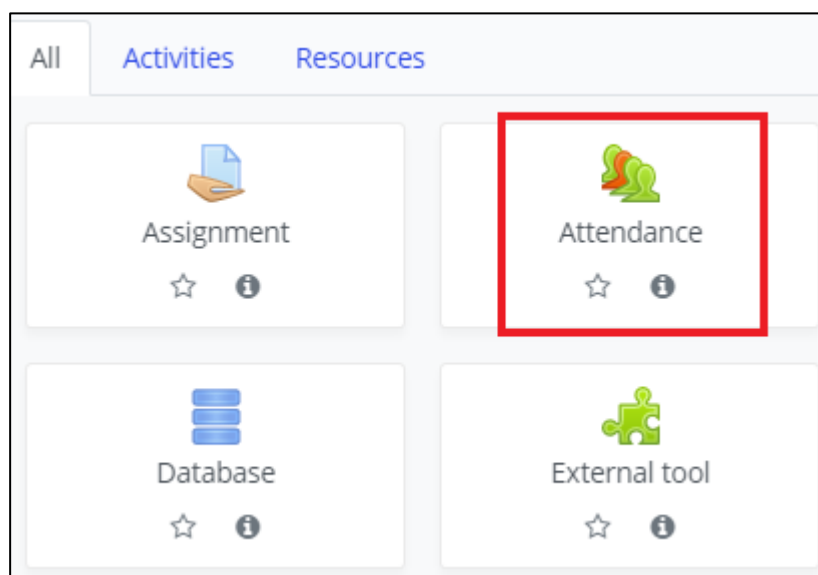 All Activities Resources
Assignment Attendance
Database External tool